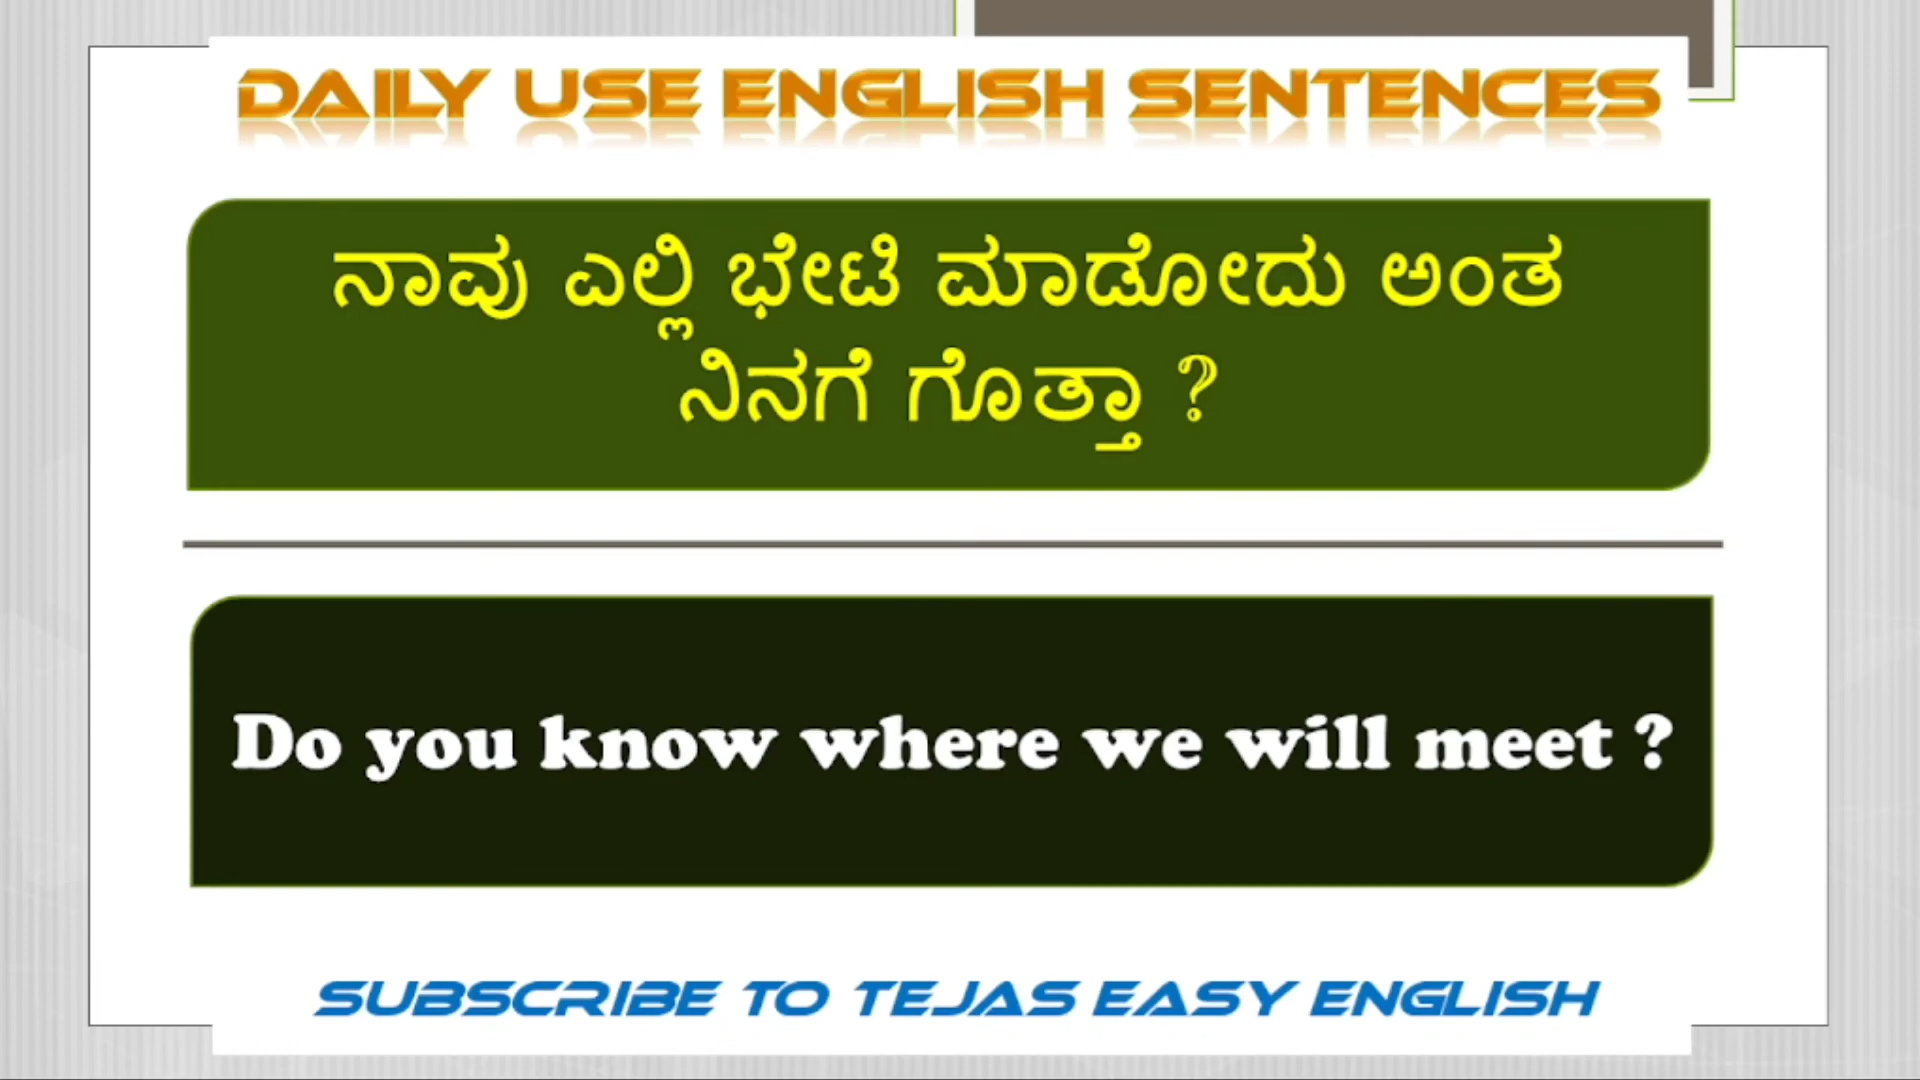 DAILY USE ENGLISH SENTENCES
ನಾವು ಎಲ್ಲಿ ಭೇಟಿ ಮಾಡೋದು ಅಂತ
ನಿನಗೆ ಗೊತ್ತಾ ?
Do you know where we will meet ?
SUBSCRIBE TO TEJAS EASY ENGLISH